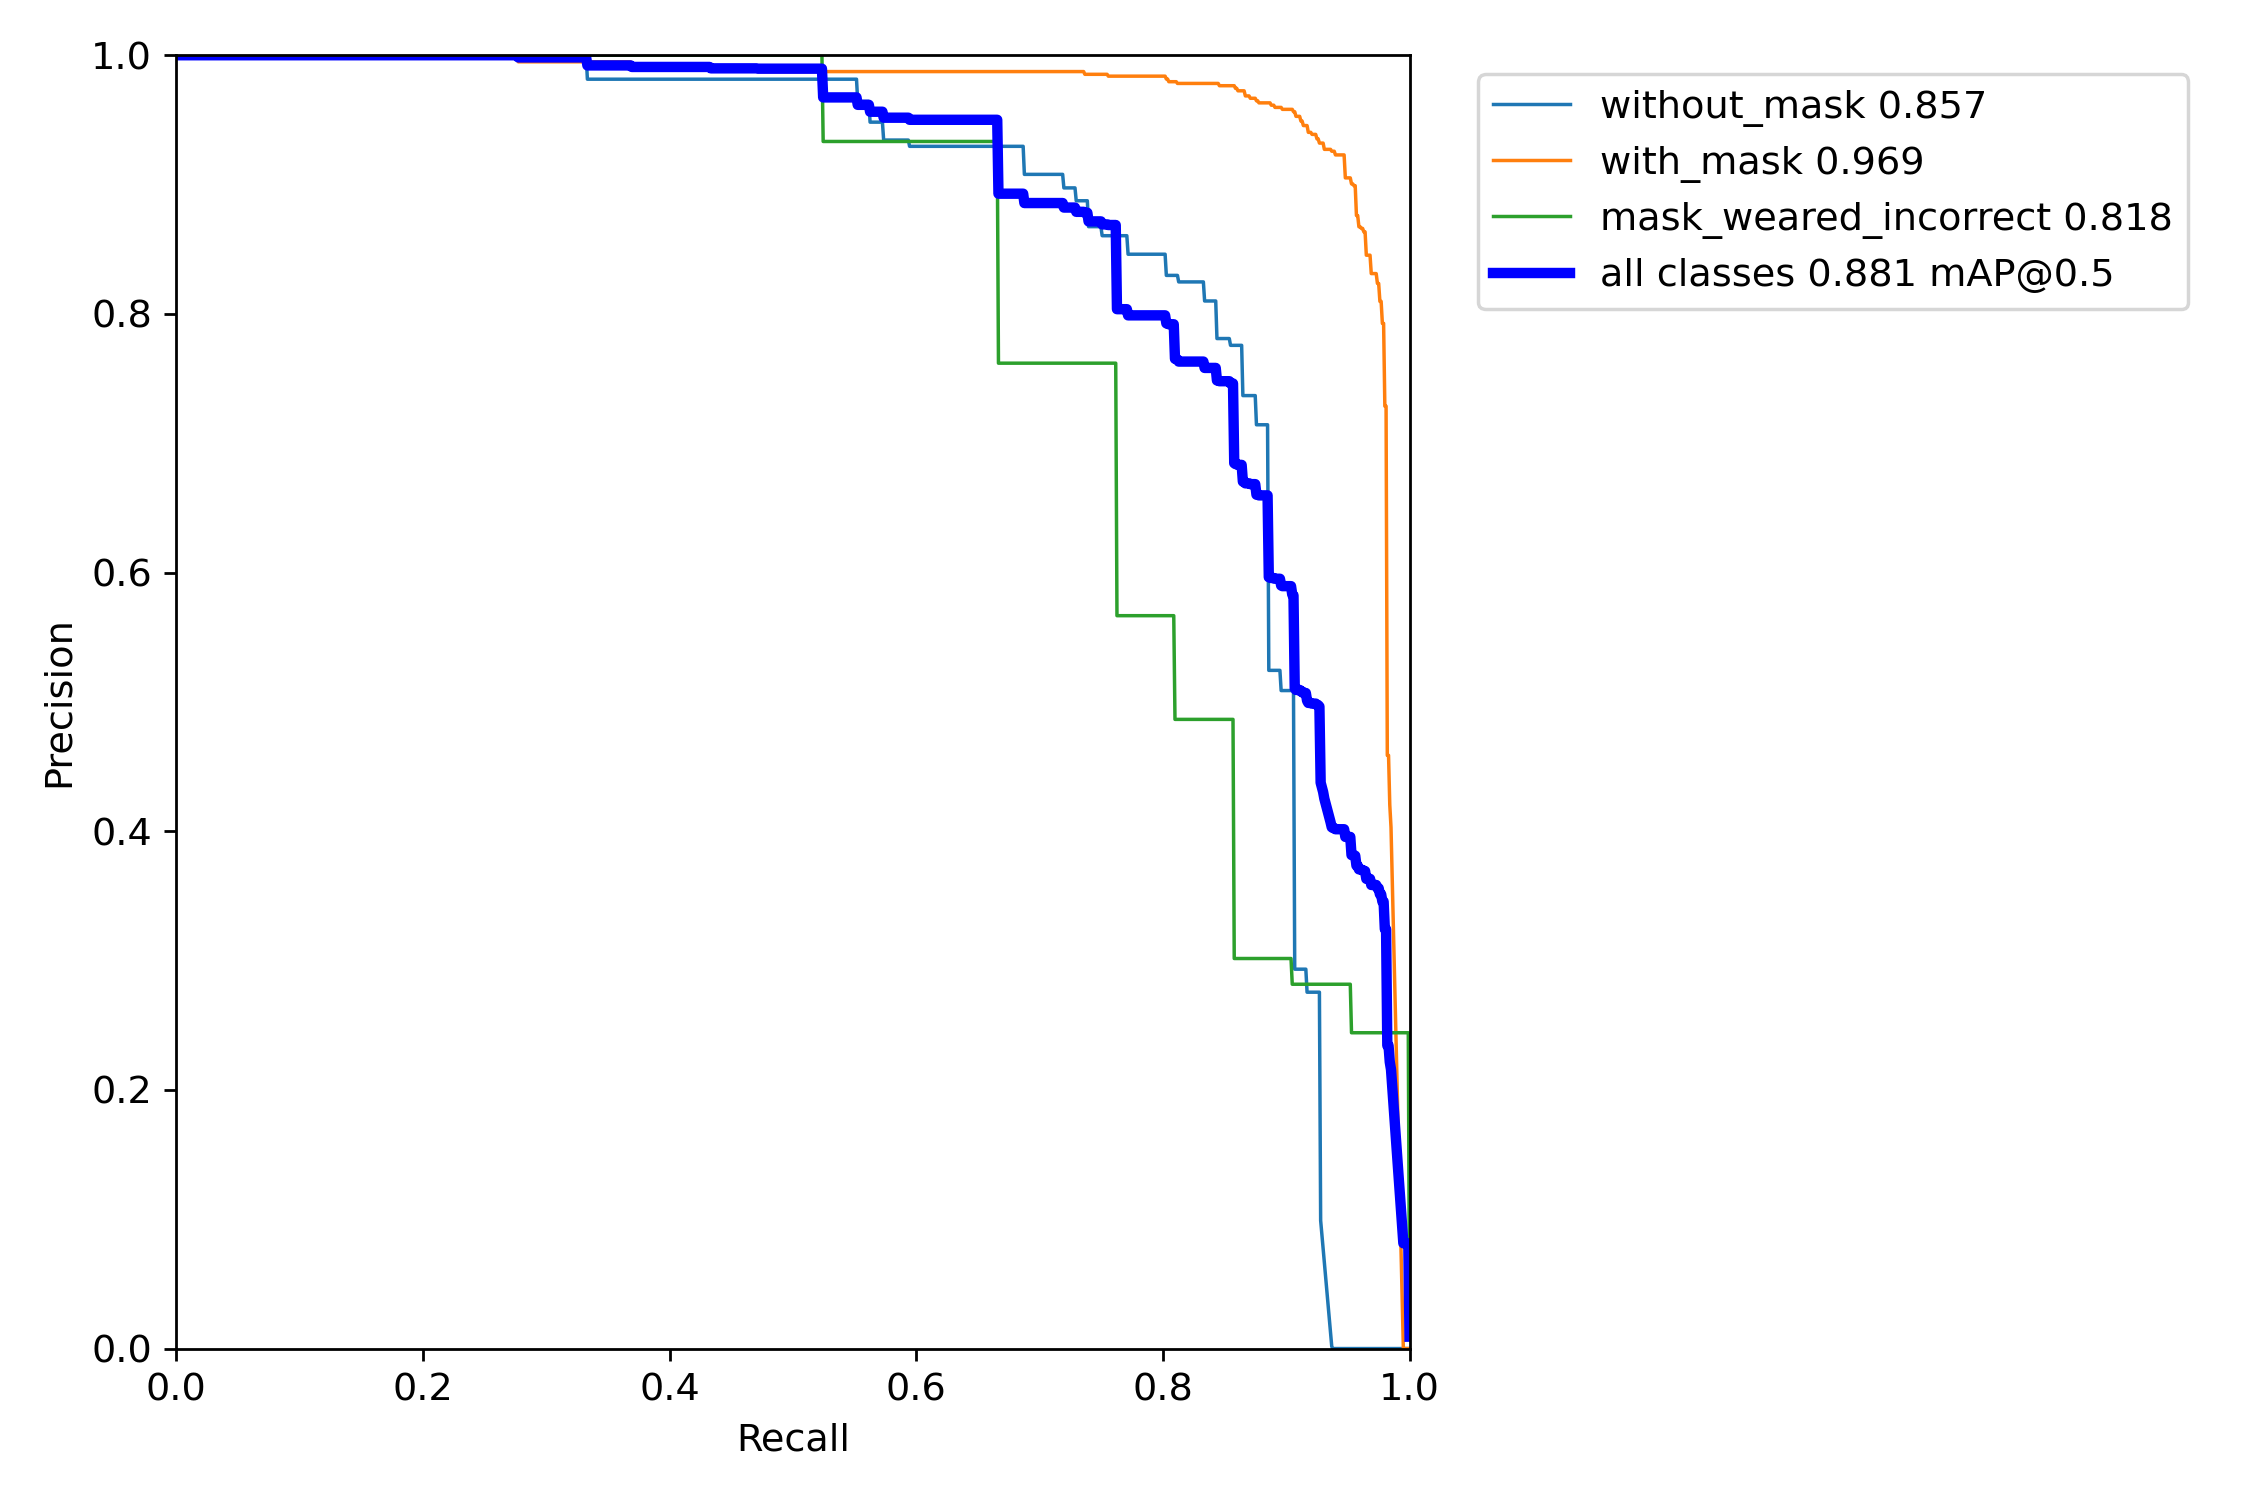 1.0
0.8
0.6
0.4
0.2
0.0
Precision
0.0 0.2 0.4 0.6 0.8 1.0
Recall
without_mask 0.857
with_mask 0.969
mask_weared_incorrect 0.818
all classes 0.881 mAP@0.5